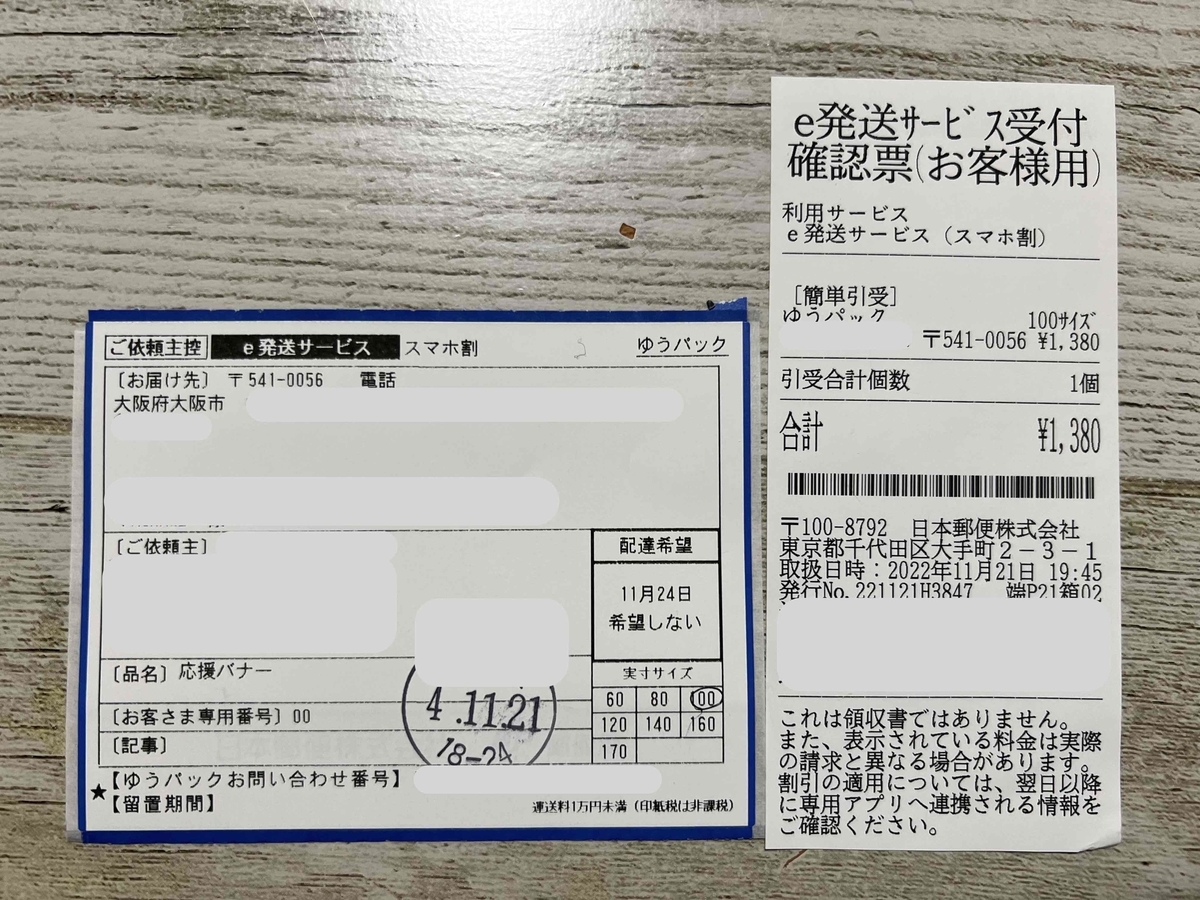 ご依頼主控 e発送サービス スマホ割 ゆうパック
〔お届け先〕 〒541-0056 電話
大阪府大阪市
〔ご依頼主〕
配達希望
11月24日
希望しない
〔品名〕応援バナー
実寸サイズ
60 80 100
〔お客さま専用番号〕00
120 140 160
〔記事〕
170
4.11.21
18-24
★【ゆうパックお問い合わせ番号】
【留置期間】
運送料1万円未満（印紙税は非課税）
e発送サービス受付
確認票(お客様用)
利用サービス
e発送サービス（スマホ割）
［簡単引受］
ゆうパック 100サイズ
〒541-0056 ¥1,380
引受合計個数 1個
合計 ¥1,380
〒100-8792 日本郵便株式会社
東京都千代田区大手町2－3－1
取扱日時：2022年11月21日 19:45
発行No.221121H3847 端P21箱02
これは領収書ではありません。
また、表示されている料金は実際
の請求と異なる場合があります。
割引の適用については、翌日以降
に専用アプリへ連携される情報を
ご確認ください。